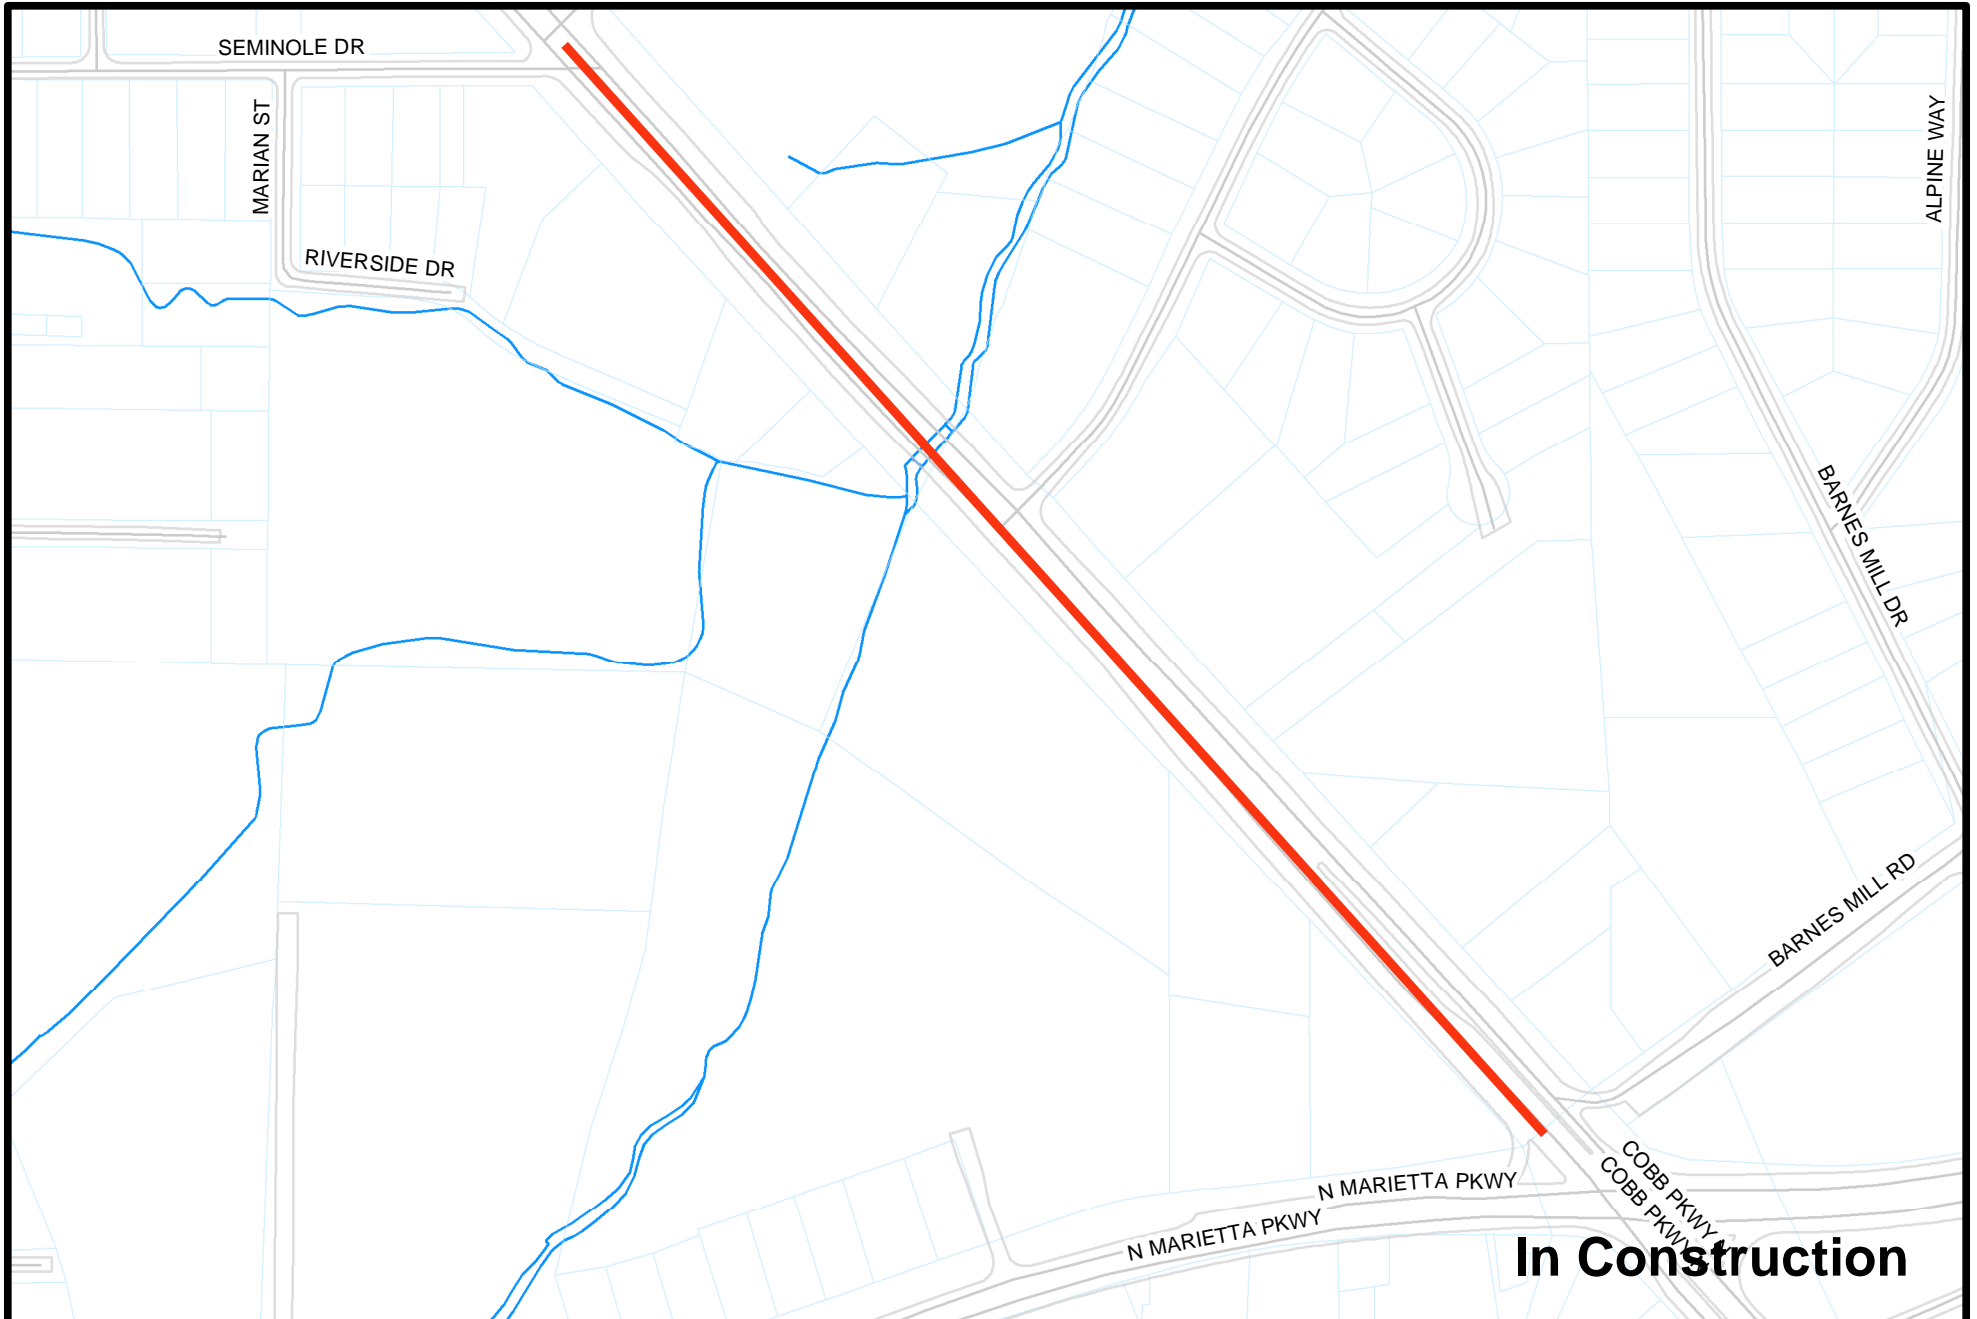 SEMINOLE DR
MARIAN ST
ALPINE WAY
RIVERSIDE DR
BARNES MILL DR
BARNES MILL RD
COBB PKWY N
COBB PKWY
N MARIETTA PKWY
N MARIETTA PKWY
In Construction